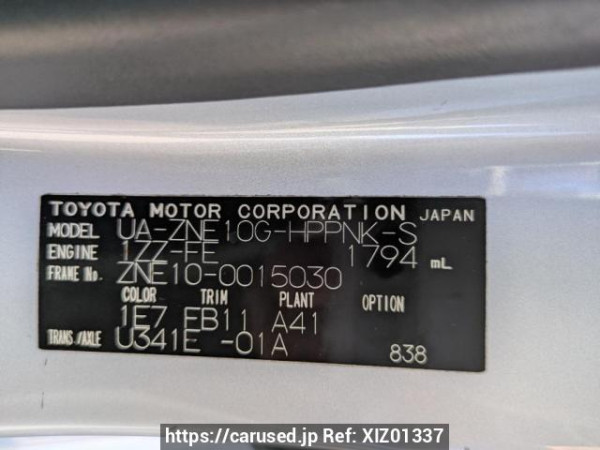 TOYOTA MOTOR CORPORATION JAPAN
MODEL UA-ZNE10G-HPPNK-S
ENGINE 1ZZ-FE 1794 mL
FRAME No. ZNE10-0015030
COLOR TRIM PLANT OPTION
1E7 FB11 A41
TRANS/AXLE U341E -01A 838
https://carused.jp Ref: XIZ01337